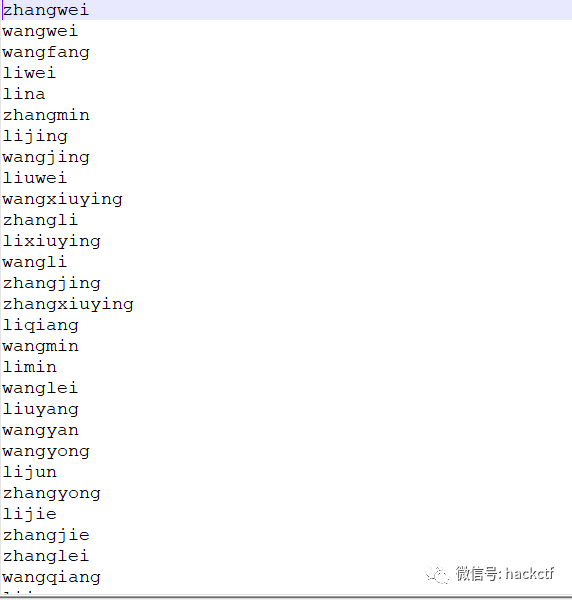 zhangwei
wangwei
wangfang
liwei
lina
zhangmin
lijing
wangjing
liuwei
wangxiuying
zhangli
lixiuying
wangli
zhangjing
zhangxiuying
liqiang
wangmin
limin
wanglei
liuyang
wangyan
wangyong
lijun
zhangyong
lijie
zhangjie
zhanglei
wangqiang
微信号: hackctf